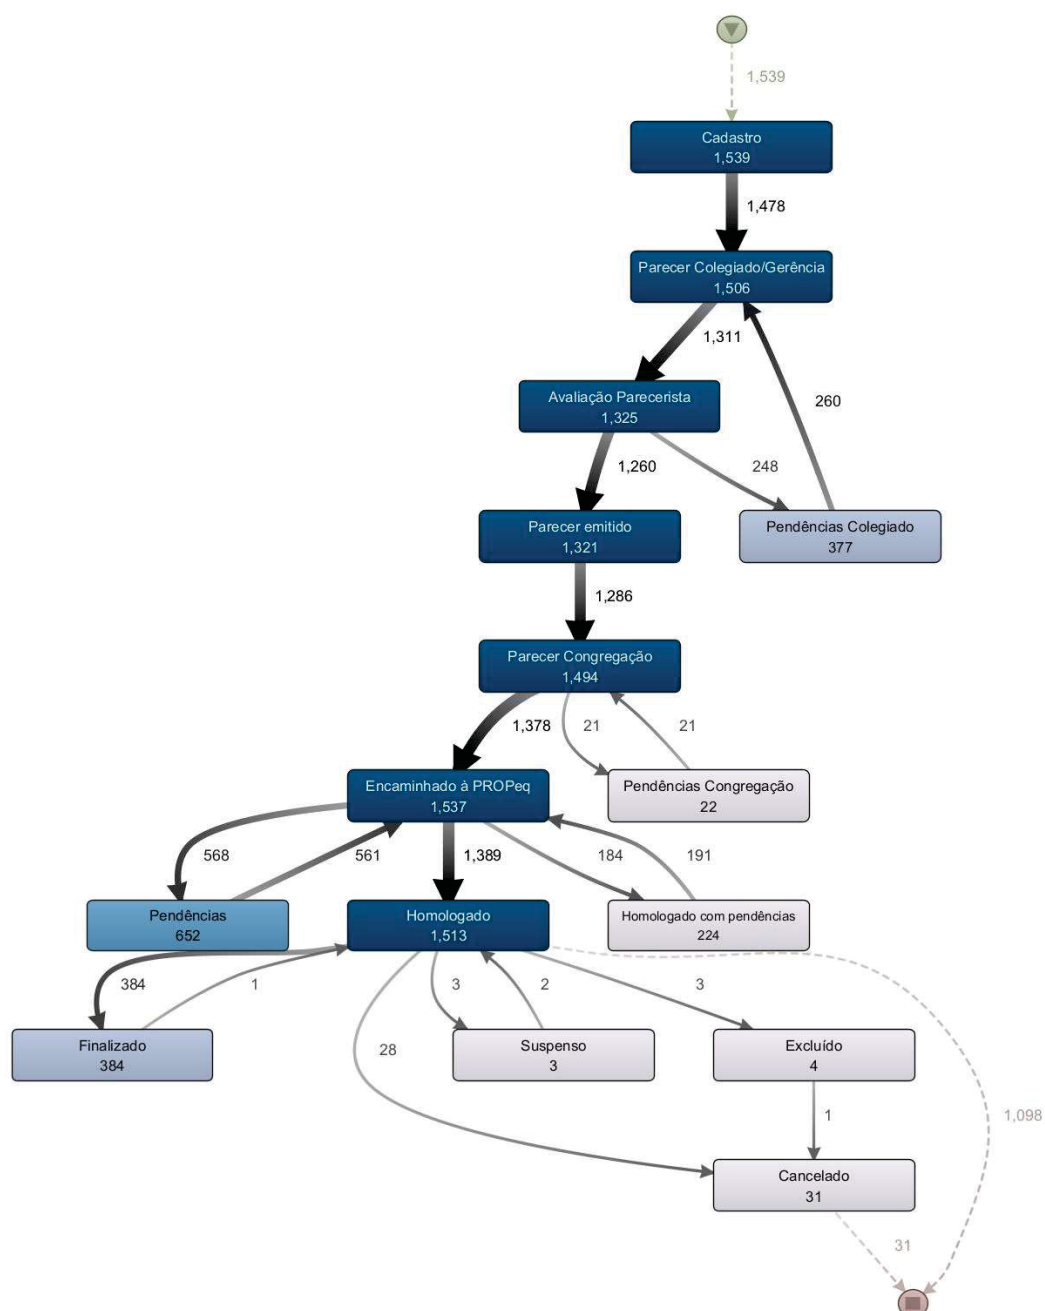 1,539
Cadastro
1,539
1,478
Parecer Colegiado/Gerência
1,506
1,311
Avaliação Parecerista
1,325
260
1,260
248
Parecer emitido
1,321
Pendências Colegiado
377
1,286
Parecer Congregação
1,494
1,378
21
21
Encaminhado à PROPeq
1,537
Pendências Congregação
22
568
561
1,389
184
191
Pendências
652
Homologado
1,513
Homologado com pendências
224
384
1
3
2
3
Finalizado
384
28
Suspenso
3
Excluído
4
1
1,098
Cancelado
31
31